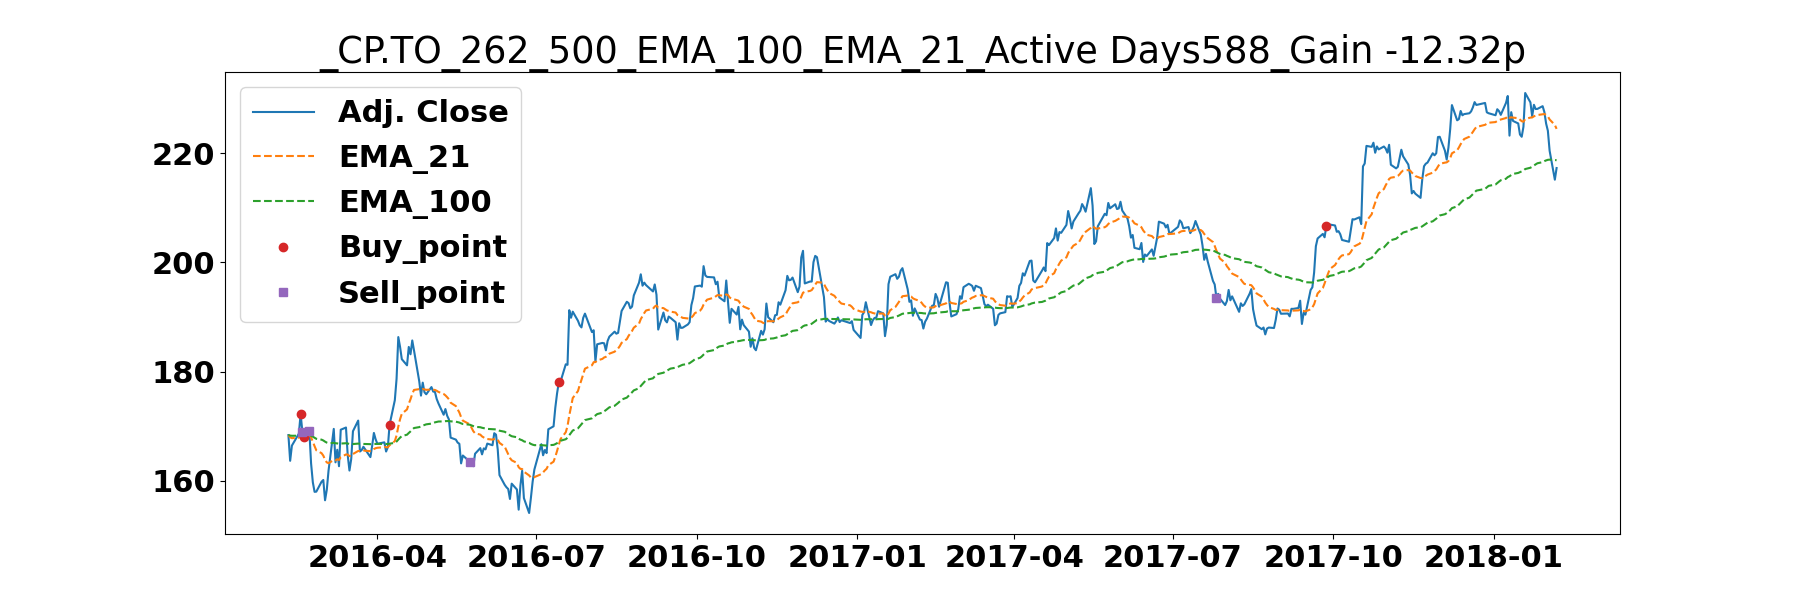 _CP.TO_262_500_EMA_100_EMA_21_Active Days588_Gain -12.32p
Adj. Close
EMA_21
EMA_100
Buy_point
Sell_point
220
200
180
160
2016-04 2016-07 2016-10 2017-01 2017-04 2017-07 2017-10 2018-01